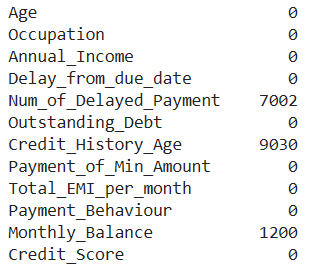 Age 0
Occupation 0
Annual_Income 0
Delay_from_due_date 0
Num_of_Delayed_Payment 7002
Outstanding_Debt 0
Credit_History_Age 9030
Payment_of_Min_Amount 0
Total_EMI_per_month 0
Payment_Behaviour 0
Monthly_Balance 1200
Credit_Score 0